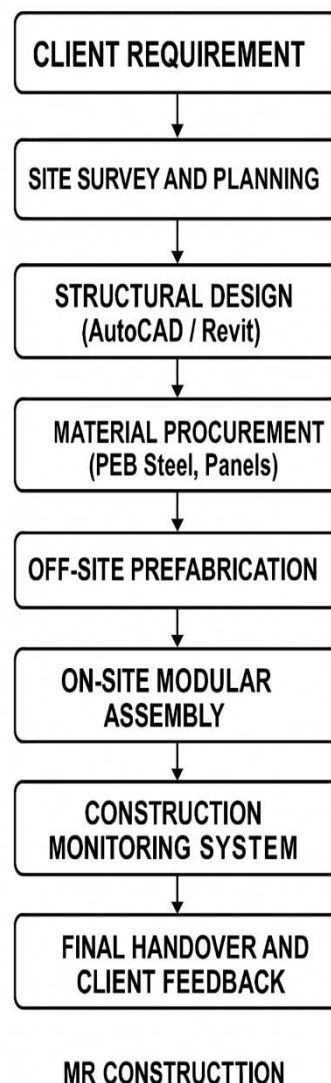 CLIENT REQUIREMENT
SITE SURVEY AND PLANNING
STRUCTURAL DESIGN
(AutoCAD / Revit)
MATERIAL PROCUREMENT
(PEB Steel, Panels)
OFF-SITE PREFABRICATION
ON-SITE MODULAR
ASSEMBLY
CONSTRUCTION
MONITORING SYSTEM
FINAL HANDOVER AND
CLIENT FEEDBACK
MR CONSTRUCTTION